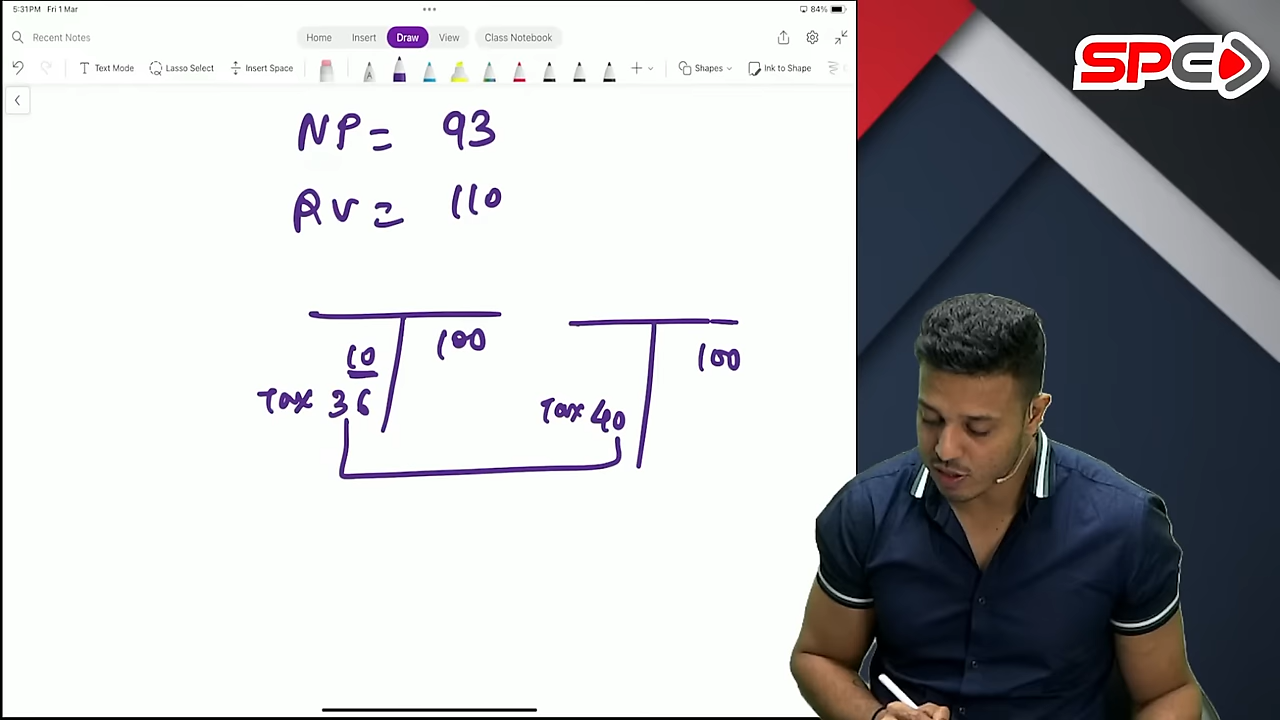 5:31PM Fri 1 Mar
84%
Recent Notes
Home Insert Draw View Class Notebook
Text Mode Lasso Select Insert Space Shapes Ink to Shape
SPE
NP = 93
RV = 110
10 100
Tax 36
100
Tax 40